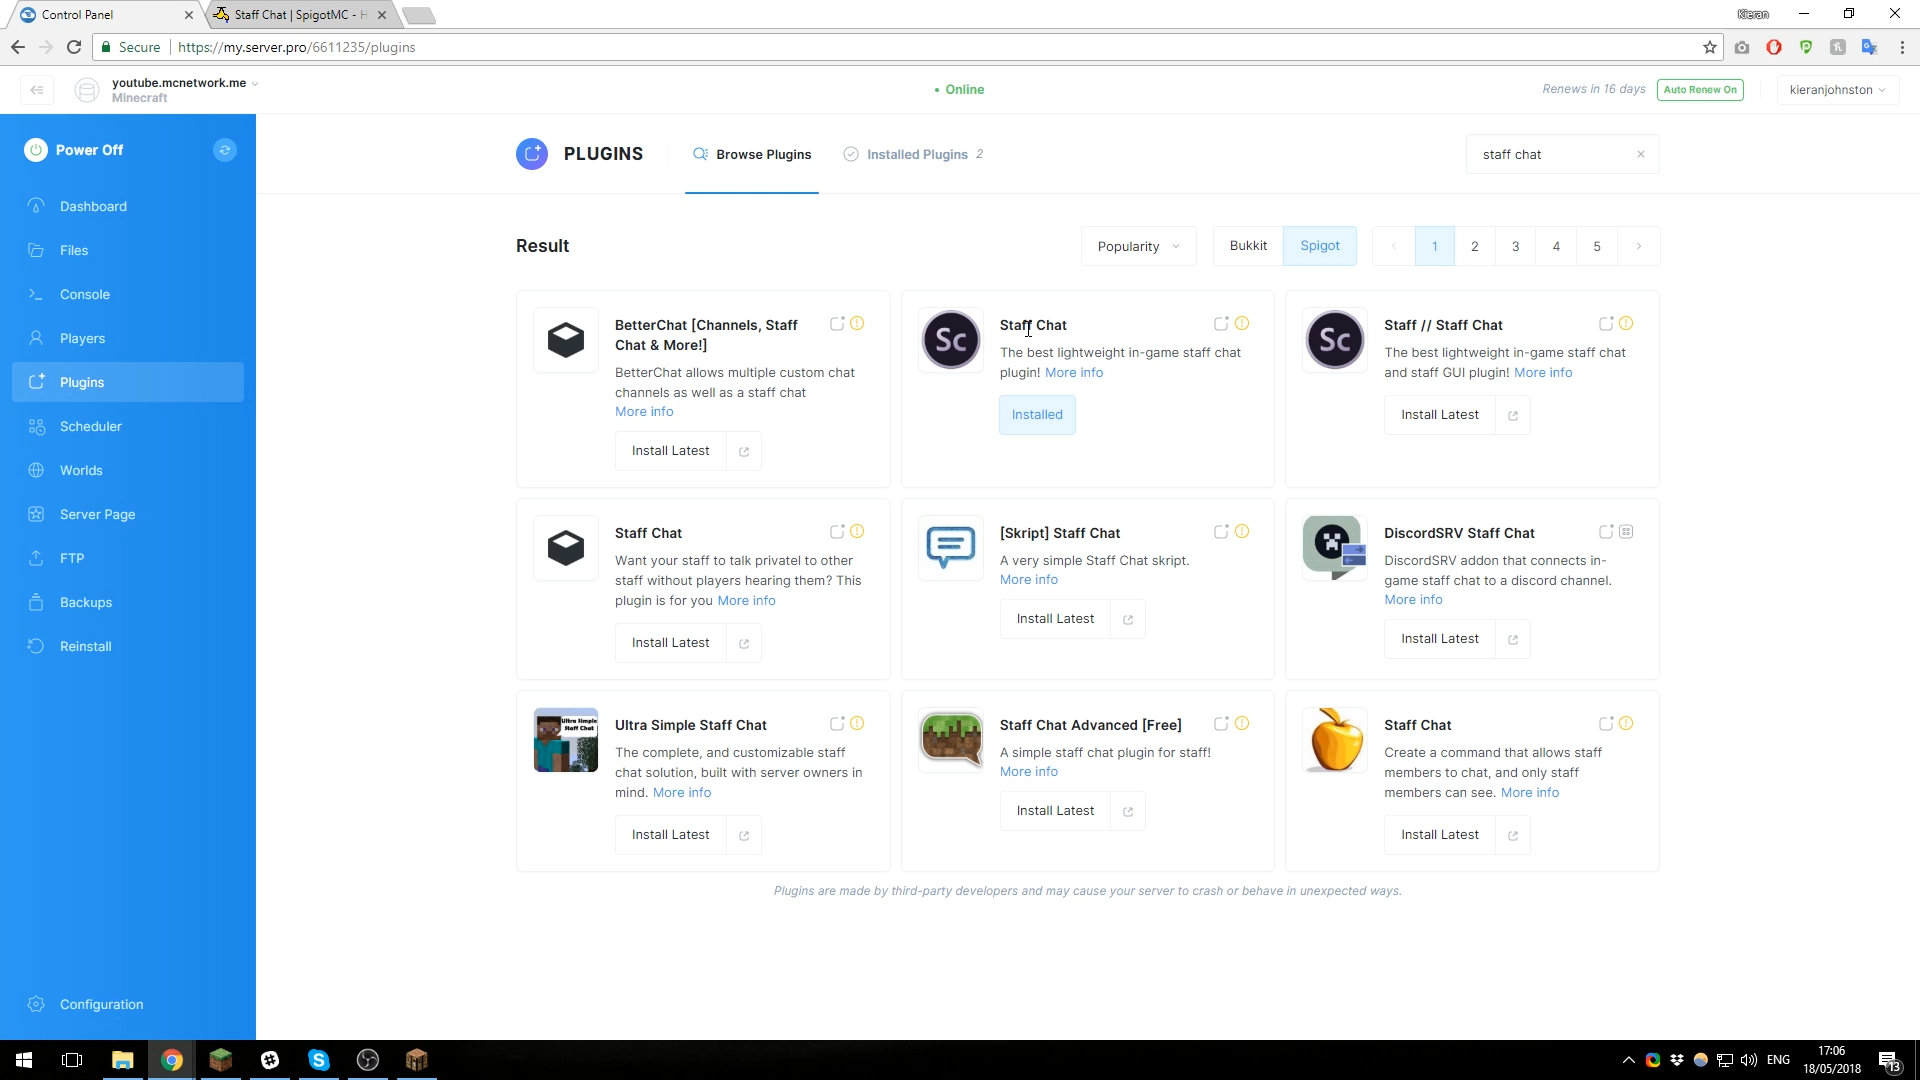 Control Panel
Staff Chat | SpigotMC - H
Kieran
Secure
https://my.server.pro/6611235/plugins
youtube.mcnetwork.me
Minecraft
• Online
Renews in 16 days
Auto Renew On
kieranjohnston
Power Off
Dashboard
Files
Console
Players
Plugins
Scheduler
Worlds
Server Page
FTP
Backups
Reinstall
Configuration
PLUGINS
Browse Plugins
Installed Plugins 2
staff chat
Result
Popularity
Bukkit
Spigot
1 2 3 4 5
BetterChat [Channels, Staff
Chat & More!]
BetterChat allows multiple custom chat
channels as well as a staff chat
More info
Install Latest
Sc
Staff Chat
The best lightweight in-game staff chat
plugin! More info
Installed
Sc
Staff // Staff Chat
The best lightweight in-game staff chat
and staff GUI plugin! More info
Install Latest
Staff Chat
Want your staff to talk privatel to other
staff without players hearing them? This
plugin is for you More info
Install Latest
[Skript] Staff Chat
A very simple Staff Chat skript.
More info
Install Latest
DiscordSRV Staff Chat
DiscordSRV addon that connects in-
game staff chat to a discord channel.
More info
Install Latest
Ultra Simple
Staff Chat
Ultra Simple Staff Chat
The complete, and customizable staff
chat solution, built with server owners in
mind. More info
Install Latest
Staff Chat Advanced [Free]
A simple staff chat plugin for staff!
More info
Install Latest
Staff Chat
Create a command that allows staff
members to chat, and only staff
members can see. More info
Install Latest
Plugins are made by third-party developers and may cause your server to crash or behave in unexpected ways.
ENG
17:06
18/05/2018
13